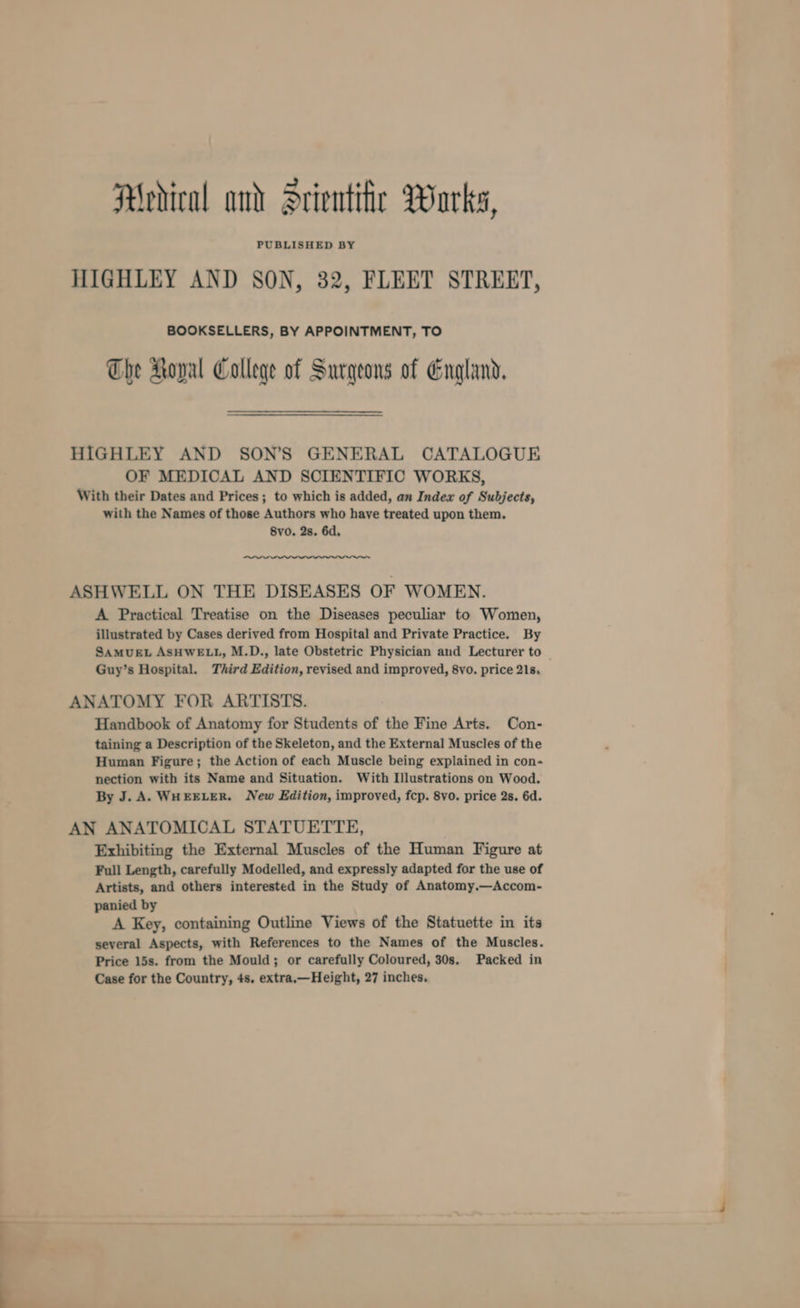 Medical and Scientific Works,
PUBLISHED BY
HIGHLEY AND SON, 32, FLEET STREET,
BOOKSELLERS, BY APPOINTMENT, TO
The Royal College of Surgeons of England.
HIGHLEY AND SON'S GENERAL CATALOGUE
OF MEDICAL AND SCIENTIFIC WORKS,
With their Dates and Prices; to which is added, an Index of Subjects,
with the Names of those Authors who have treated upon them.
8vo. 2s. 6d.
ASHWELL ON THE DISEASES OF WOMEN.
A Practical Treatise on the Diseases peculiar to Women,
illustrated by Cases derived from Hospital and Private Practice. By
SAMUEL ASHWELL, M.D., late Obstetric Physician and Lecturer to
Guy's Hospital. Third Edition, revised and improved, 8vo. price 21s.
ANATOMY FOR ARTISTS.
Handbook of Anatomy for Students of the Fine Arts. Con-
taining a Description of the Skeleton, and the External Muscles of the
Human Figure; the Action of each Muscle being explained in con-
nection with its Name and Situation. With Illustrations on Wood.
By J. A. WHEELER. New Edition, improved, fcp. 8vo. price 2s. 6d.
AN ANATOMICAL STATUETTE,
Exhibiting the External Muscles of the Human Figure at
Full Length, carefully Modelled, and expressly adapted for the use of
Artists, and others interested in the Study of Anatomy.—Accom-
panied by
A Key, containing Outline Views of the Statuette in its
several Aspects, with References to the Names of the Muscles.
Price 15s. from the Mould; or carefully Coloured, 30s. Packed in
Case for the Country, 4s. extra.—Height, 27 inches.